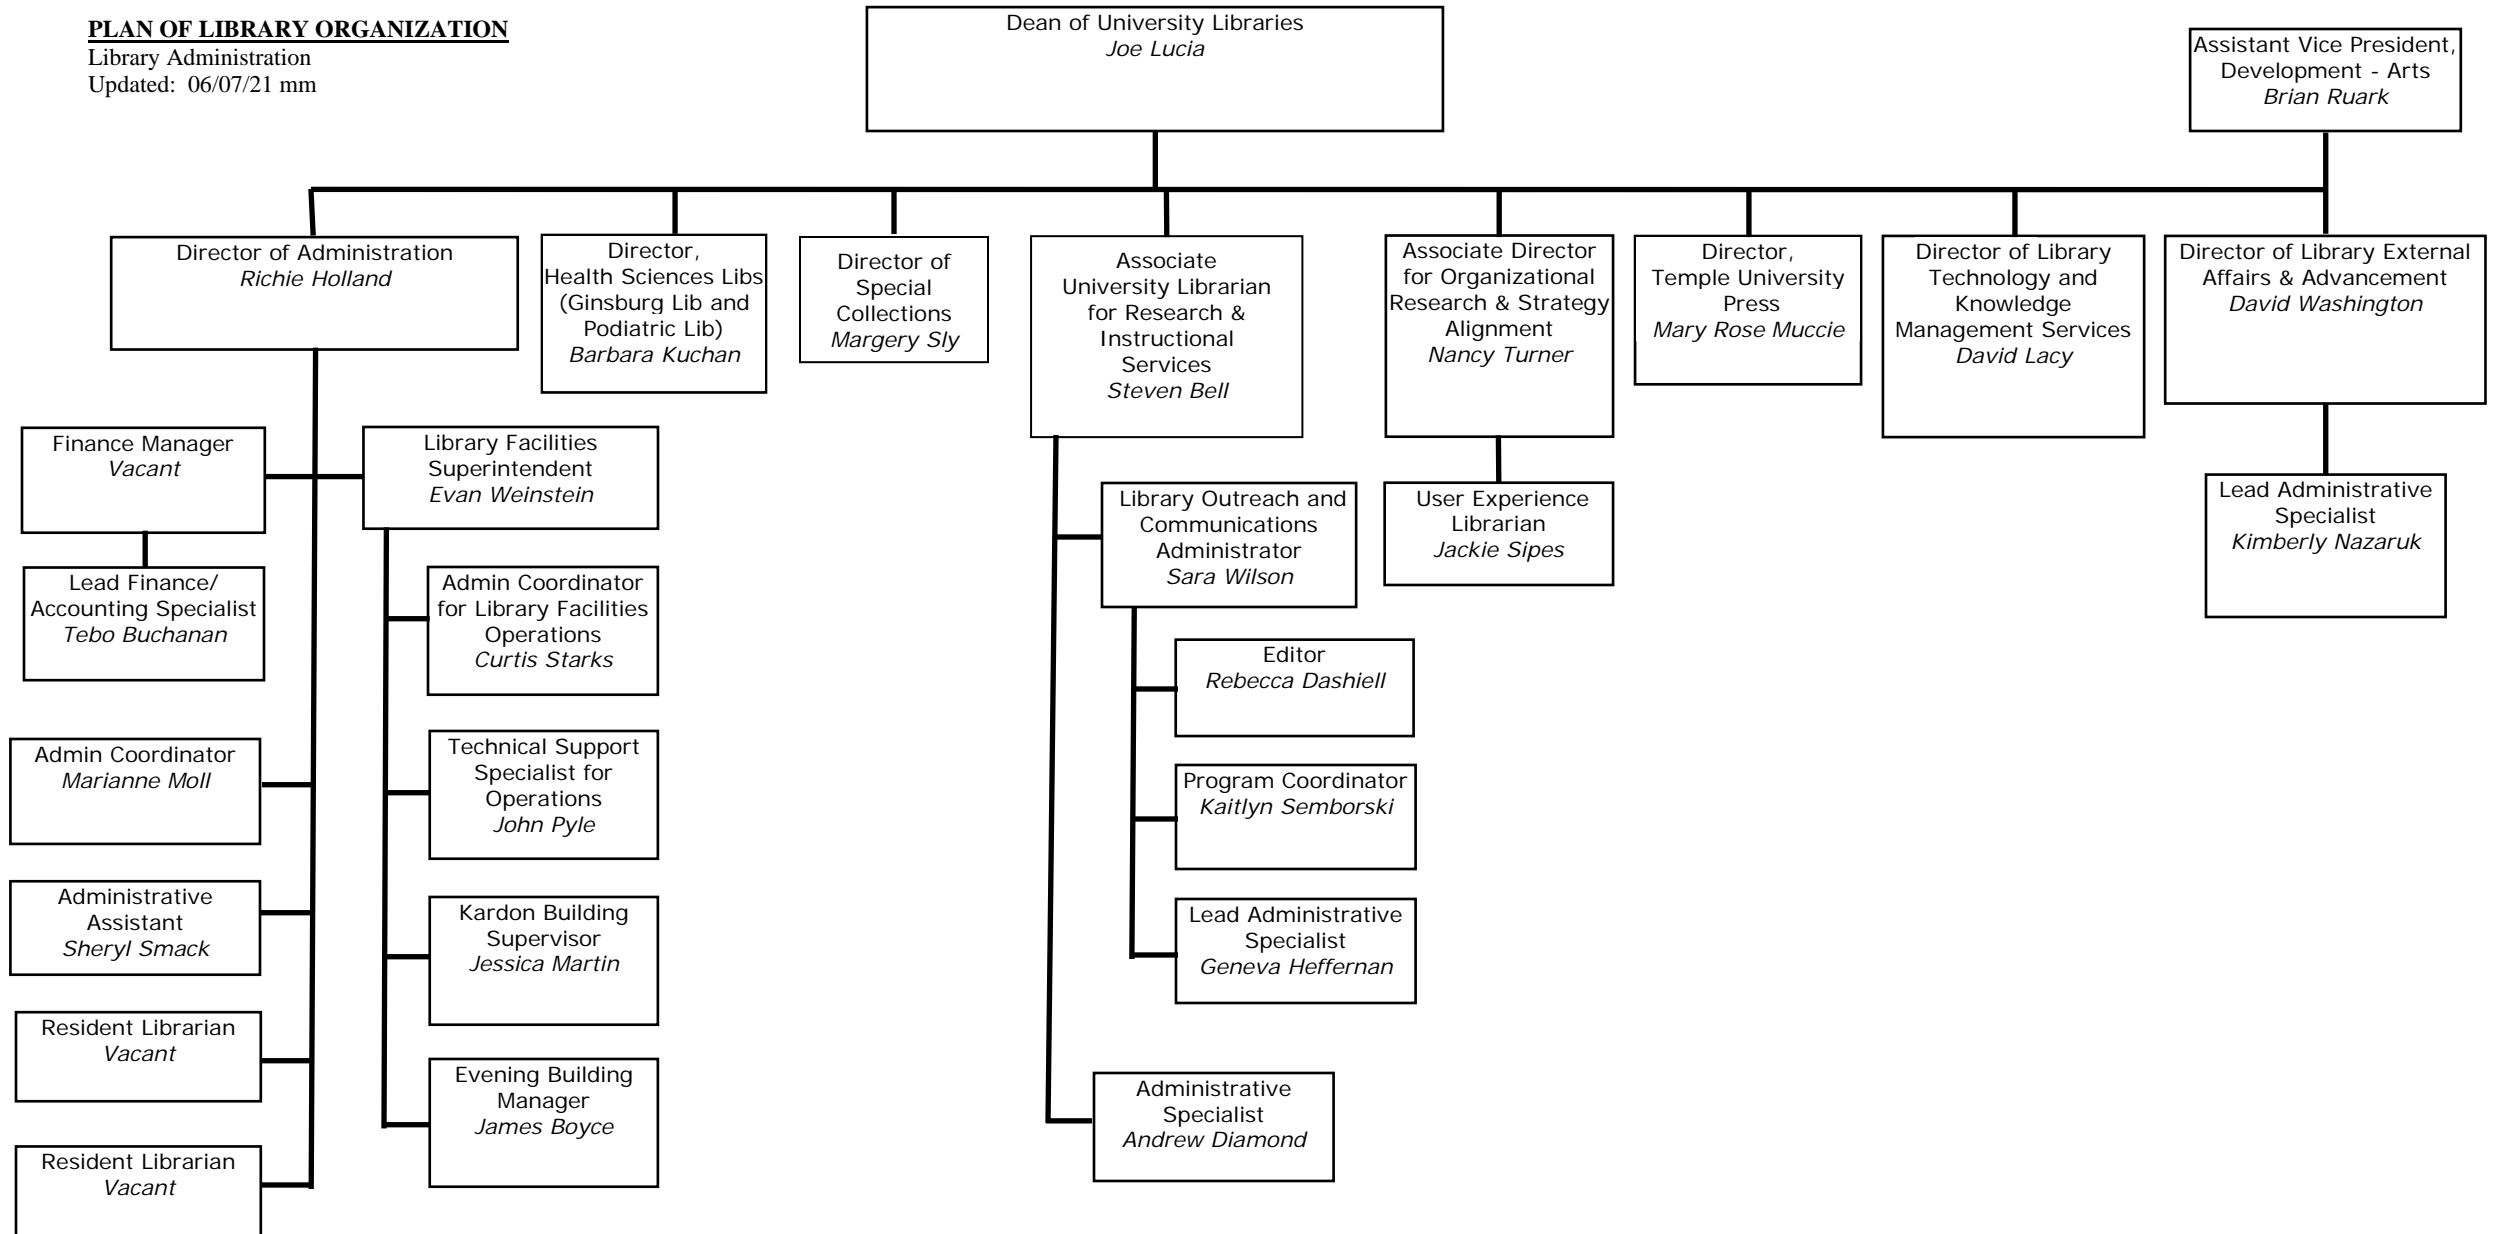 PLAN OF LIBRARY ORGANIZATION
Library Administration
Updated: 06/07/21 mm
Dean of University Libraries
Joe Lucia
Assistant Vice President,
Development - Arts
Brian Ruark
Director of Administration
Richie Holland
Director,
Health Sciences Libs
(Ginsburg Lib and
Podiatric Lib)
Barbara Kuchan
Director of
Special
Collections
Margery Sly
Associate
University Librarian
for Research &
Instructional
Services
Steven Bell
Associate Director
for Organizational
Research & Strategy
Alignment
Nancy Turner
Director,
Temple University
Press
Mary Rose Muccie
Director of Library
Technology and
Knowledge
Management Services
David Lacy
Director of Library External
Affairs & Advancement
David Washington
Finance Manager
Vacant
Library Facilities
Superintendent
Evan Weinstein
Lead Finance/
Accounting Specialist
Tebo Buchanan
Admin Coordinator
for Library Facilities
Operations
Curtis Starks
Admin Coordinator
Marianne Moll
Technical Support
Specialist for
Operations
John Pyle
Administrative
Assistant
Sheryl Smack
Kardon Building
Supervisor
Jessica Martin
Resident Librarian
Vacant
Evening Building
Manager
James Boyce
Resident Librarian
Vacant
Library Outreach and
Communications
Administrator
Sara Wilson
Editor
Rebecca Dashiell
Program Coordinator
Kaitlyn Semborski
Lead Administrative
Specialist
Geneva Heffernan
Administrative
Specialist
Andrew Diamond
User Experience
Librarian
Jackie Sipes
Lead Administrative
Specialist
Kimberly Nazaruk